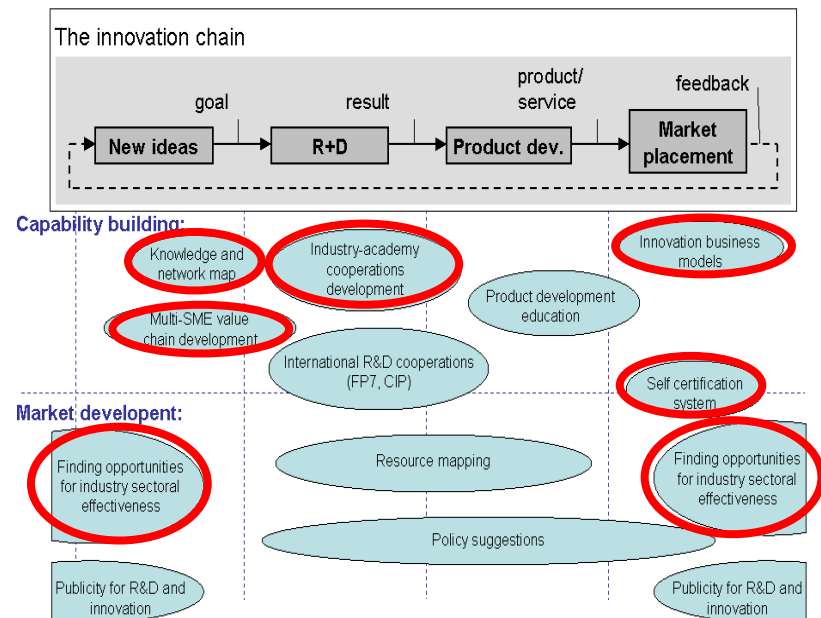 The innovation chain
goal
result
product/
service
feedback
New ideas
R+D
Product dev.
Market
placement
Capability building:
Knowledge and
network map
Industry-academy
cooperations
development
Innovation business
models
Product development
education
Multi-SME value
chain development
International R&D cooperations
(FP7, CIP)
Self certification
system
Market developent:
Finding opportunities
for industry sectoral
effectiveness
Resource mapping
Finding opportunities
for industry sectoral
effectiveness
Policy suggestions
Publicity for R&D and
innovation
Publicity for R&D and
innovation